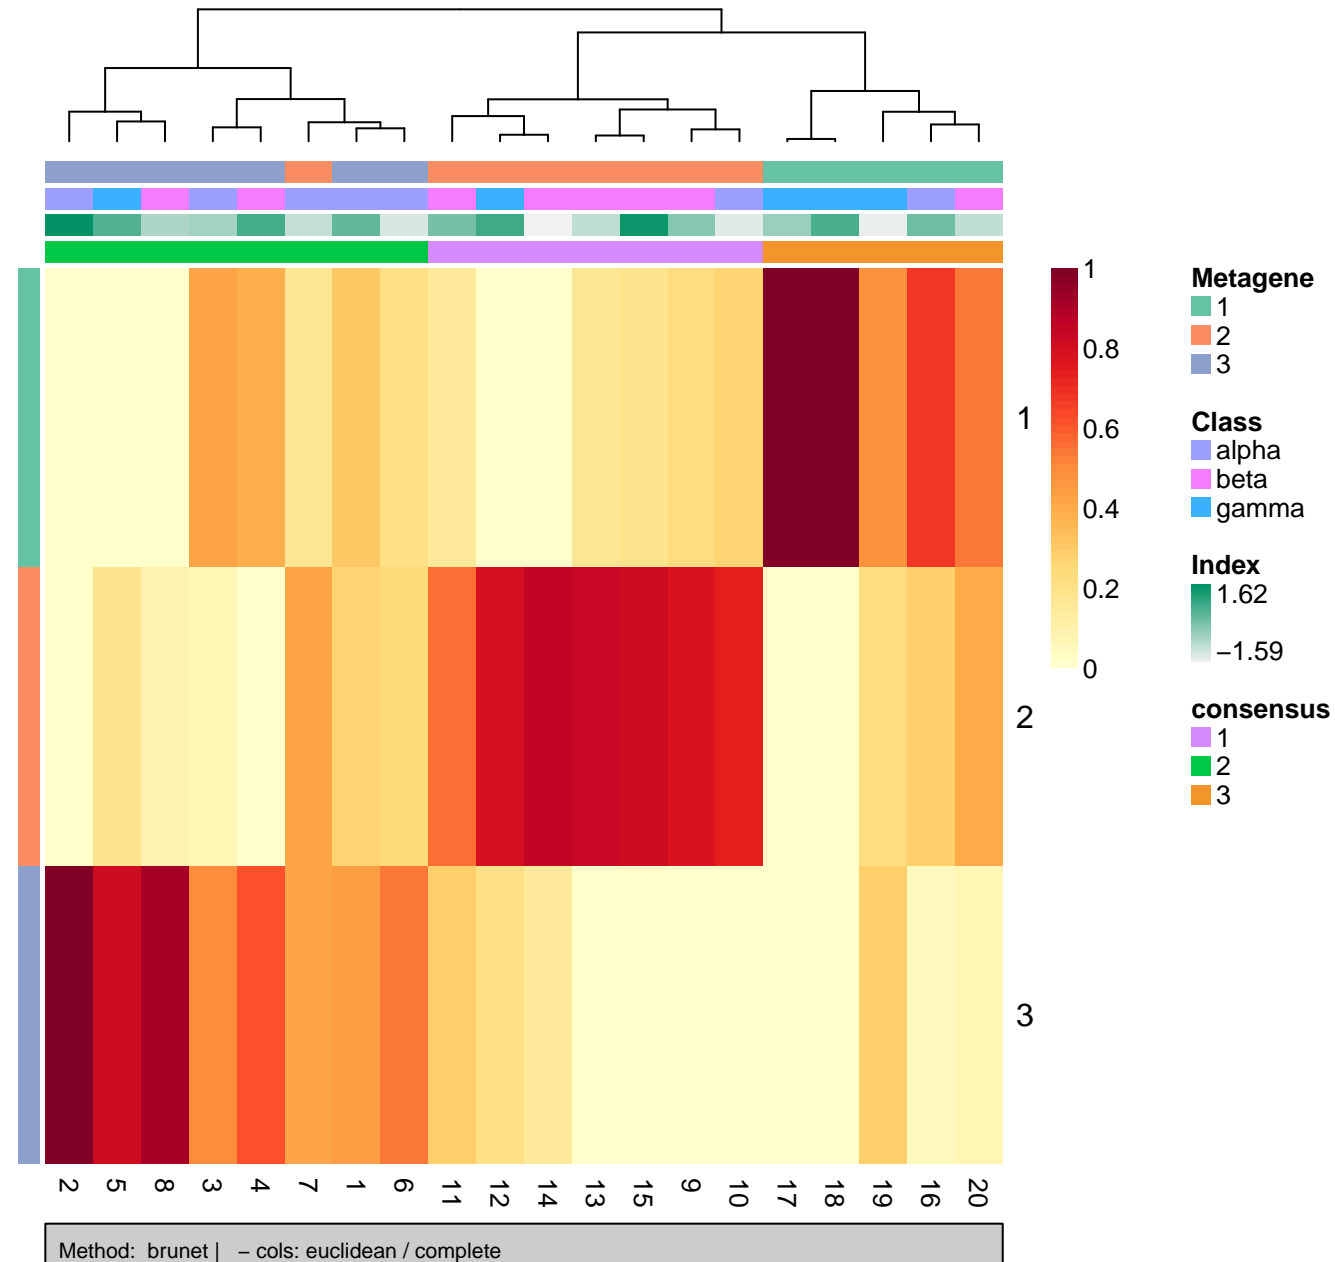 1
0.8
0.6
0.4
0.2
0
1
2
3
Metagene
1
2
3
Class
alpha
beta
gamma
Index
1.62
−1.59
consensus
1
2
3
2 5 8 3 4 7 1 6 11 12 14 13 15 9 10 17 18 19 16 20
Method: brunet | − cols: euclidean / complete